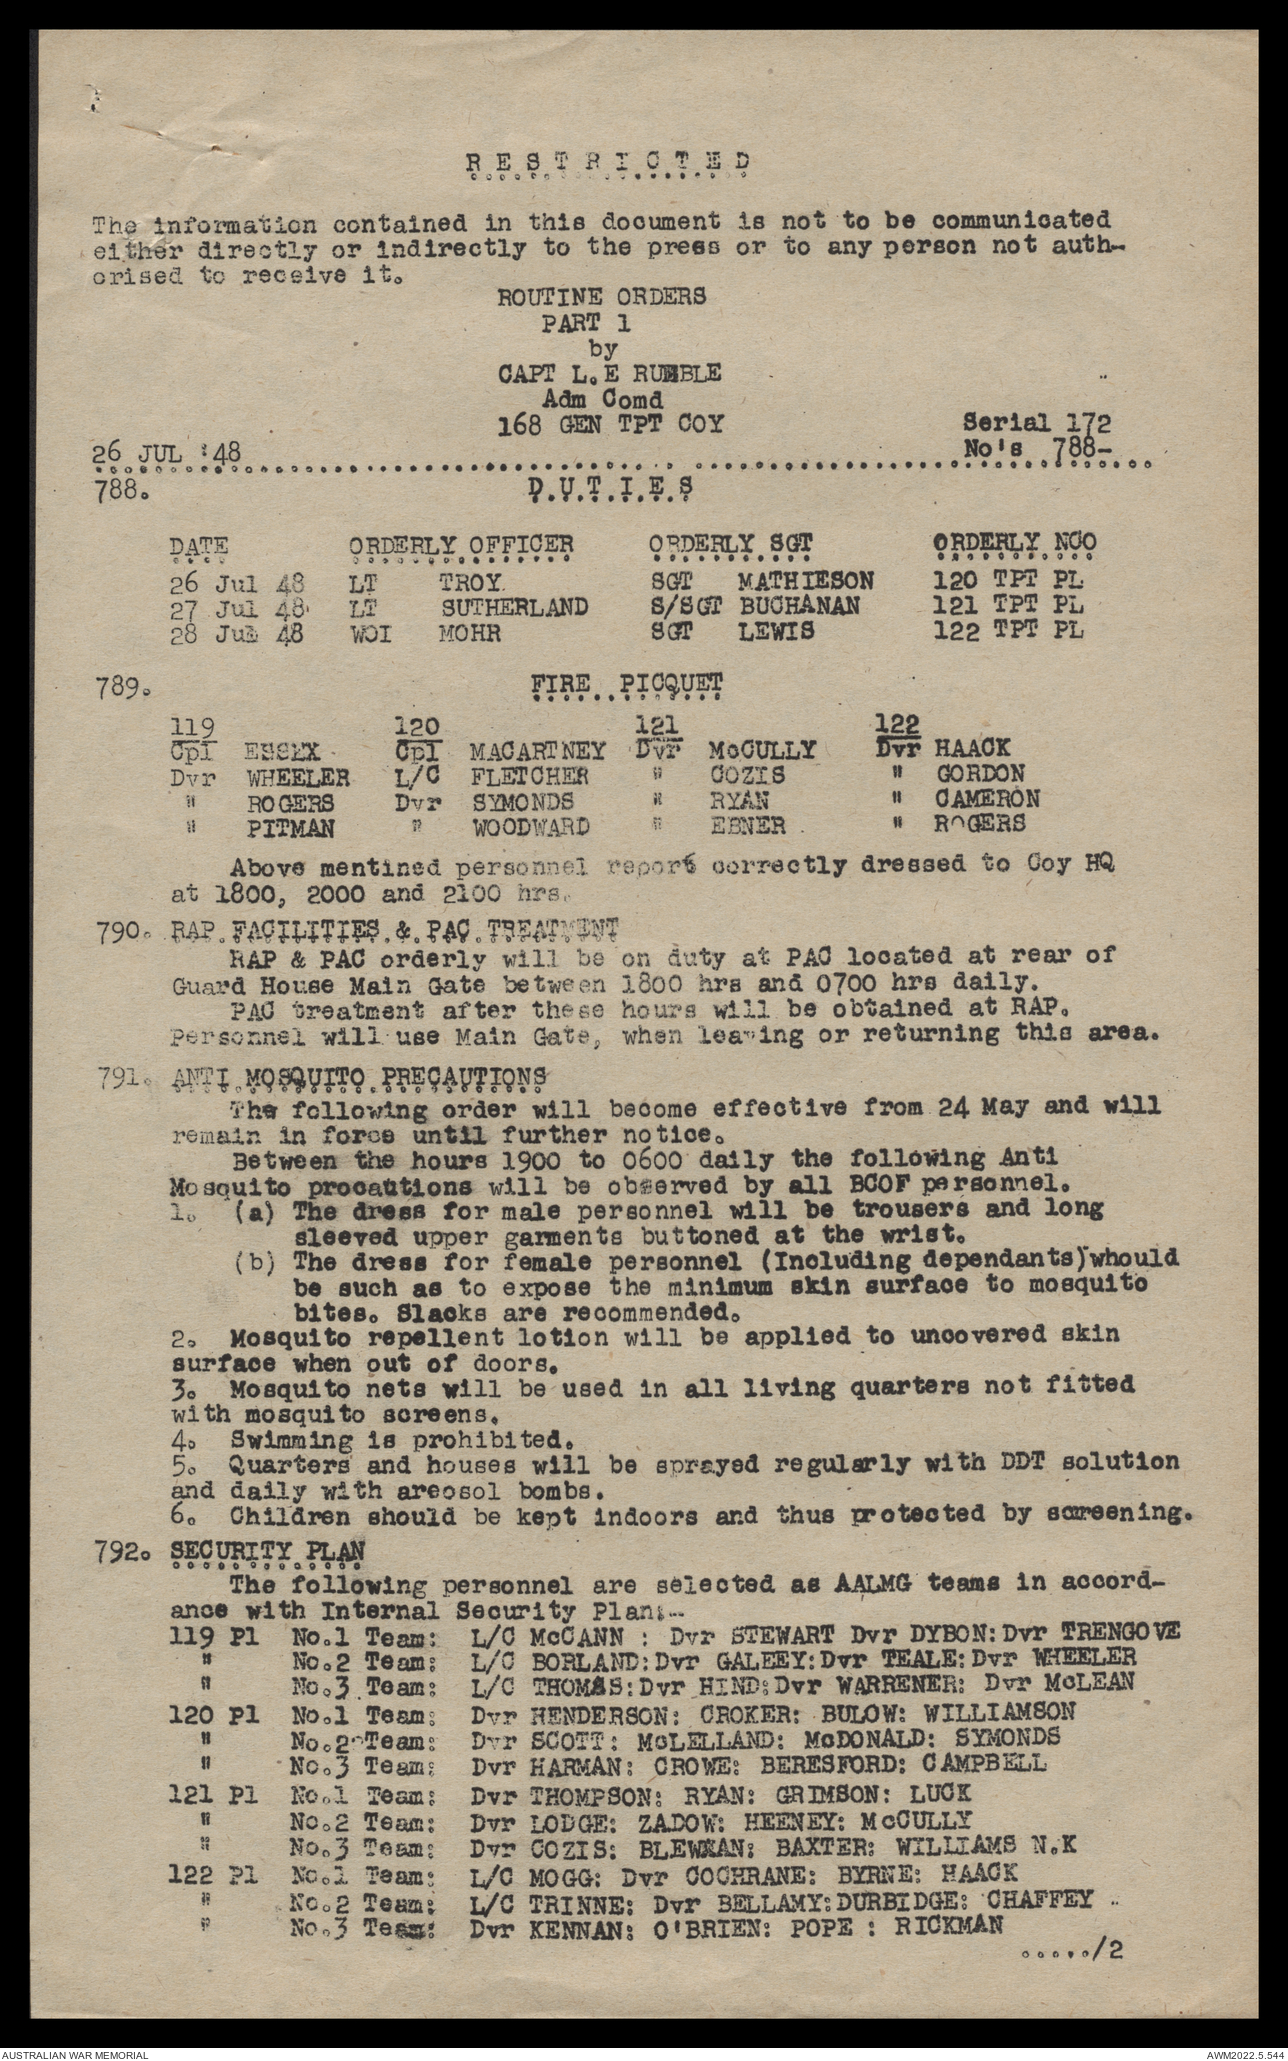 R E S T R I C T E D
The information contained in this document is not to be communicated
either directly or indirectly to the press or to any person not auth-
orised to receive it.
ROUTINE ORDERS
PART 1
by
CAPT L.E RUMBLE
Adm Comd
168 GEN TPT COY Serial 172
26 JUL '48 No's 788-
788. D.U.T.I.E.S
DATE ORDERLY OFFICER ORDERLY SGT ORDERLY NCO
26 Jul 48 LT TROY SGT MATHIESON 120 TPT PL
27 Jul 48 LT SUTHERLAND S/SGT BUCHANAN 121 TPT PL
28 Jul 48 WOI MOHR SGT LEWIS 122 TPT PL
789. FIRE PICQUET
119 120 121 122
Cpl ESSEX Cpl MACARTNEY Dvr McCULLY Dvr HAACK
Dvr WHEELER L/C FLETCHER " COZIS " GORDON
" ROGERS Dvr SYMONDS " RYAN " CAMERON
" PITMAN " WOODWARD " EBNER " ROGERS
Above mentined personnel report correctly dressed to Coy HQ
at 1800, 2000 and 2100 hrs.
790. RAP FACILITIES & PAC TREATMENT
RAP & PAC orderly will be on duty at PAC located at rear of
Guard House Main Gate between 1800 hrs and 0700 hrs daily.
PAC treatment after these hours will be obtained at RAP.
Personnel will use Main Gate, when leaving or returning this area.
791. ANTI MOSQUITO PRECAUTIONS
The following order will become effective from 24 May and will
remain in force until further notice.
Between the hours 1900 to 0600 daily the following Anti
Mosquito procautions will be observed by all BCOF personnel.
1. (a) The dress for male personnel will be trousers and long
sleeved upper garments buttoned at the wrist.
(b) The dress for female personnel (Including dependants) whould
be such as to expose the minimum skin surface to mosquito
bites. Slacks are recommended.
2. Mosquito repellent lotion will be applied to uncovered skin
surface when out of doors.
3. Mosquito nets will be used in all living quarters not fitted
with mosquito screens.
4. Swimming is prohibited.
5. Quarters and houses will be sprayed regularly with DDT solution
and daily with areosol bombs.
6. Children should be kept indoors and thus protected by screening.
792. SECURITY PLAN
The following personnel are selected as AALMG teams in accord-
ance with Internal Security Plan:--
119 Pl No.1 Team: L/C McCANN : Dvr STEWART Dvr DYBON: Dvr TRENGOVE
" No.2 Team: L/C BORLAND: Dvr GALEEY: Dvr TEALE: Dvr WHEELER
" No.3 Team: L/C THOMAS: Dvr HIND: Dvr WARRENER: Dvr McLEAN
120 Pl No.1 Team: Dvr HENDERSON: CROKER: BULOW: WILLIAMSON
" No.2 Team: Dvr SCOTT: McLELLAND: McDONALD: SYMONDS
" No.3 Team: Dvr HARMAN: CROWE: BERESFORD: CAMPBELL
121 Pl No.1 Team: Dvr THOMPSON: RYAN: GRIMSON: LUCK
" No.2 Team: Dvr LODGE: ZADOW: HEENEY: McCULLY
" No.3 Team: Dvr COZIS: BAXTER: WILLIAMS N.K
122 Pl No.1 Team: L/C MOGG: Dvr COCHRANE: BYRNE: HAACK
" No.2 Team: L/C TRINNE: Dvr BELLAMY: DURBIDGE: CHAFFEY
" No.3 Team: Dvr KENNAN: O'BRIEN: POPE : RICKMAN
...../2
AUSTRALIAN WAR MEMORIAL AWM2022.5.544